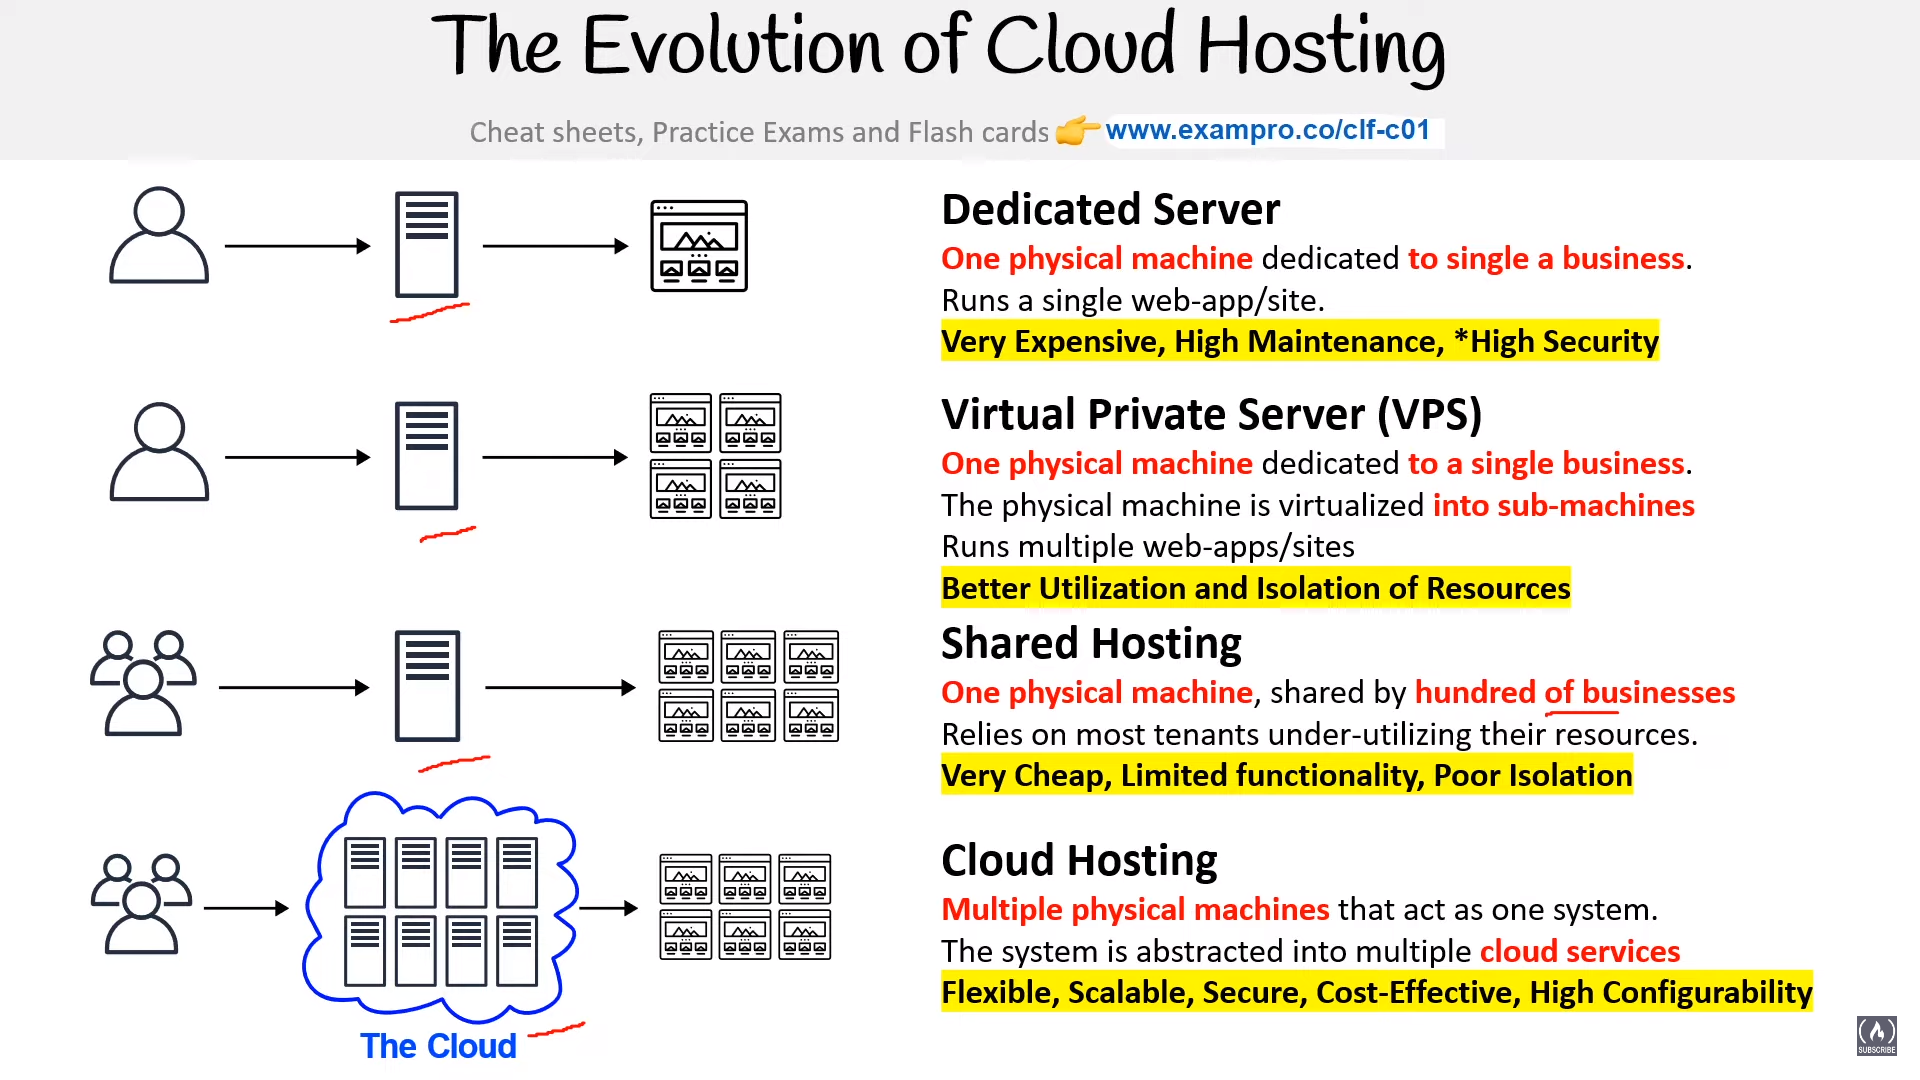 The Evolution of Cloud Hosting
Cheat sheets, Practice Exams and Flash cards 👉 www.exampro.co/clf-c01
Dedicated Server
One physical machine dedicated to single a business.
Runs a single web-app/site.
Very Expensive, High Maintenance, *High Security
Virtual Private Server (VPS)
One physical machine dedicated to a single business.
The physical machine is virtualized into sub-machines
Runs multiple web-apps/sites
Better Utilization and Isolation of Resources
Shared Hosting
One physical machine, shared by hundred of businesses
Relies on most tenants under-utilizing their resources.
Very Cheap, Limited functionality, Poor Isolation
Cloud Hosting
Multiple physical machines that act as one system.
The system is abstracted into multiple cloud services
Flexible, Scalable, Secure, Cost-Effective, High Configurability
The Cloud
SUBSCRIBE